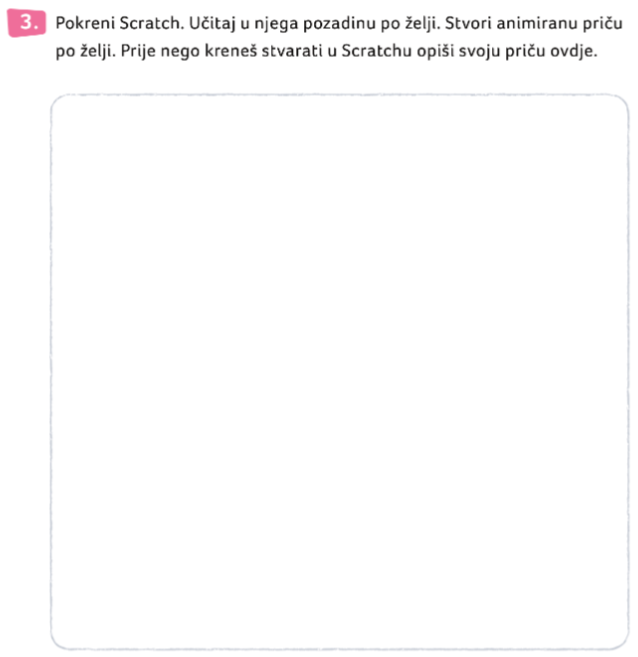 3. Pokreni Scratch. Učitaj u njega pozadinu po želji. Stvori animiranu priču
po želji. Prije nego kreneš stvarati u Scratchu opiši svoju priču ovdje.